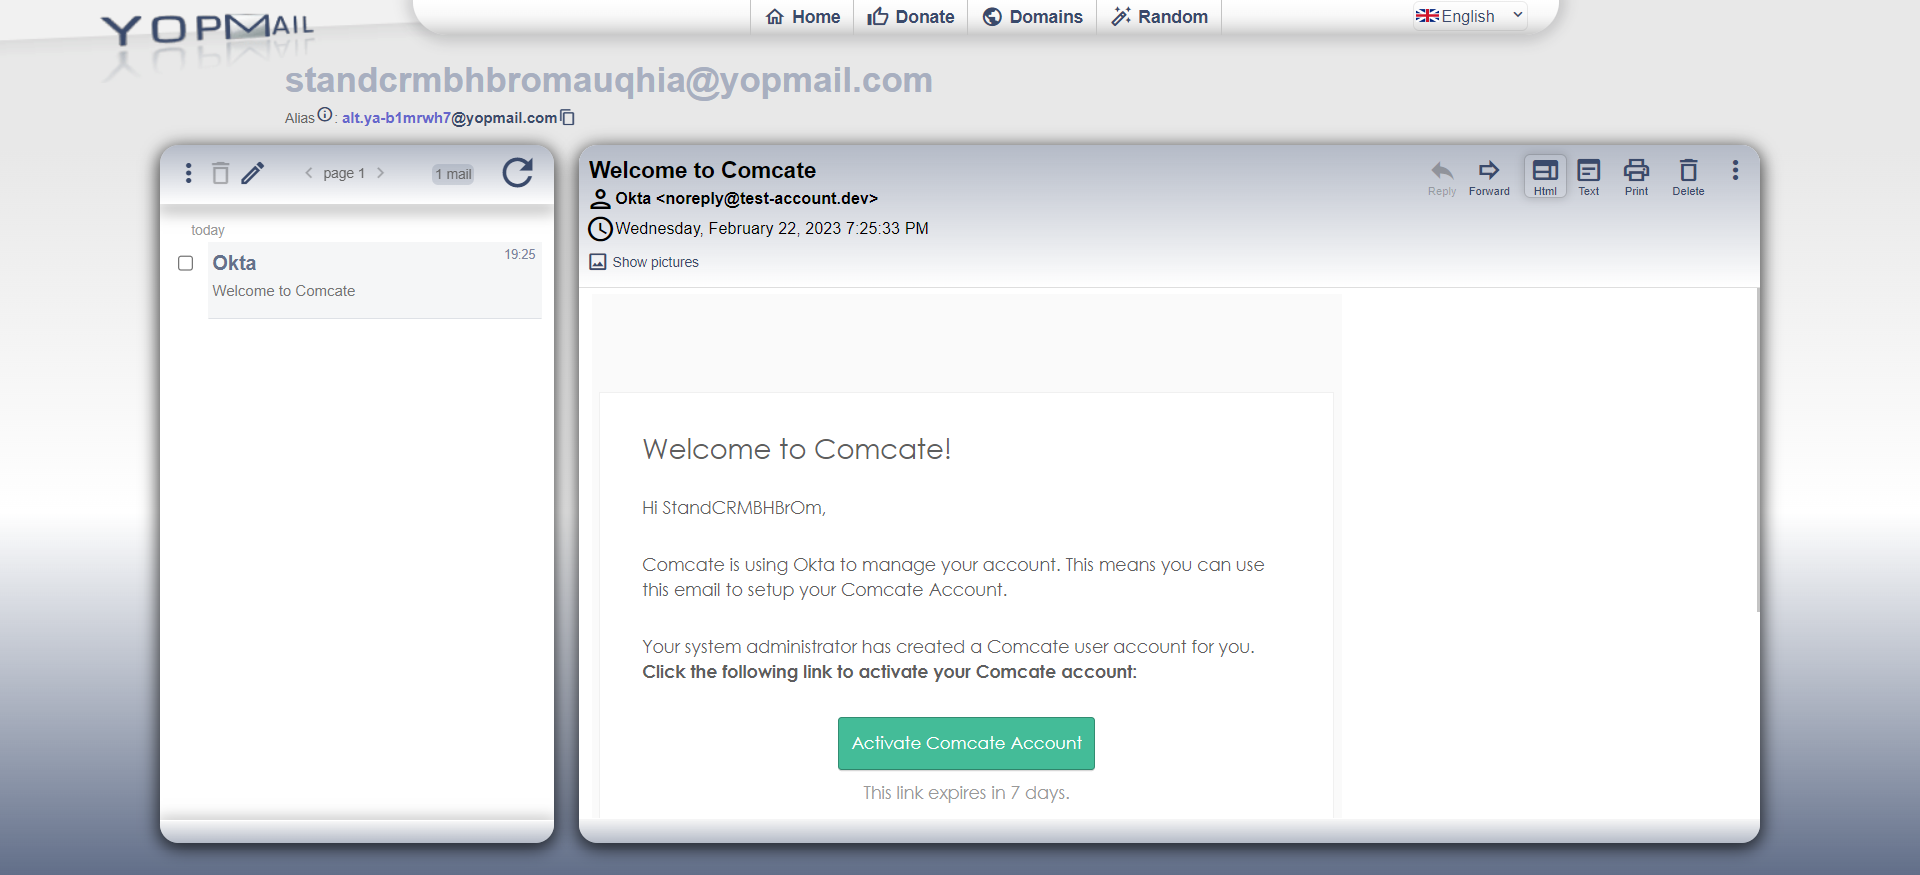 YOPMAIL
Home
Donate
Domains
Random
English
standcrmbhbromauqhia@yopmail.com
Alias : alt.ya-b1mrwh7@yopmail.com
page 1
1 mail
today
Okta
19:25
Welcome to Comcate
Welcome to Comcate
Okta <noreply@test-account.dev>
Wednesday, February 22, 2023 7:25:33 PM
Show pictures
Reply
Forward
Html
Text
Print
Delete
Welcome to Comcate!
Hi StandCRMBHBrOm,
Comcate is using Okta to manage your account. This means you can use
this email to setup your Comcate Account.
Your system administrator has created a Comcate user account for you.
Click the following link to activate your Comcate account:
Activate Comcate Account
This link expires in 7 days.